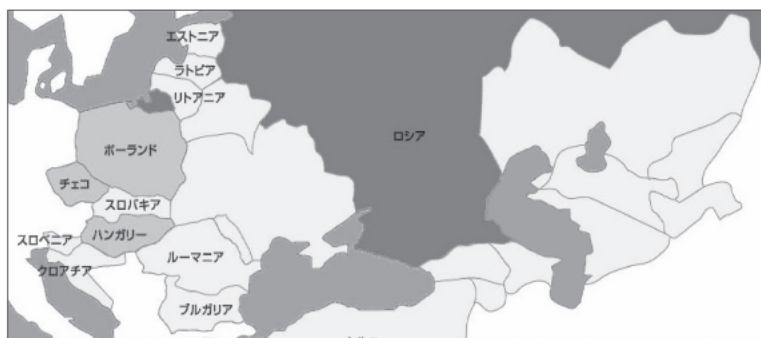 エストニア
ラトビア
リトアニア
ロシア
ポーランド
チェコ
スロバキア
スロベニア
ハンガリー
クロアチア
ルーマニア
ブルガリア